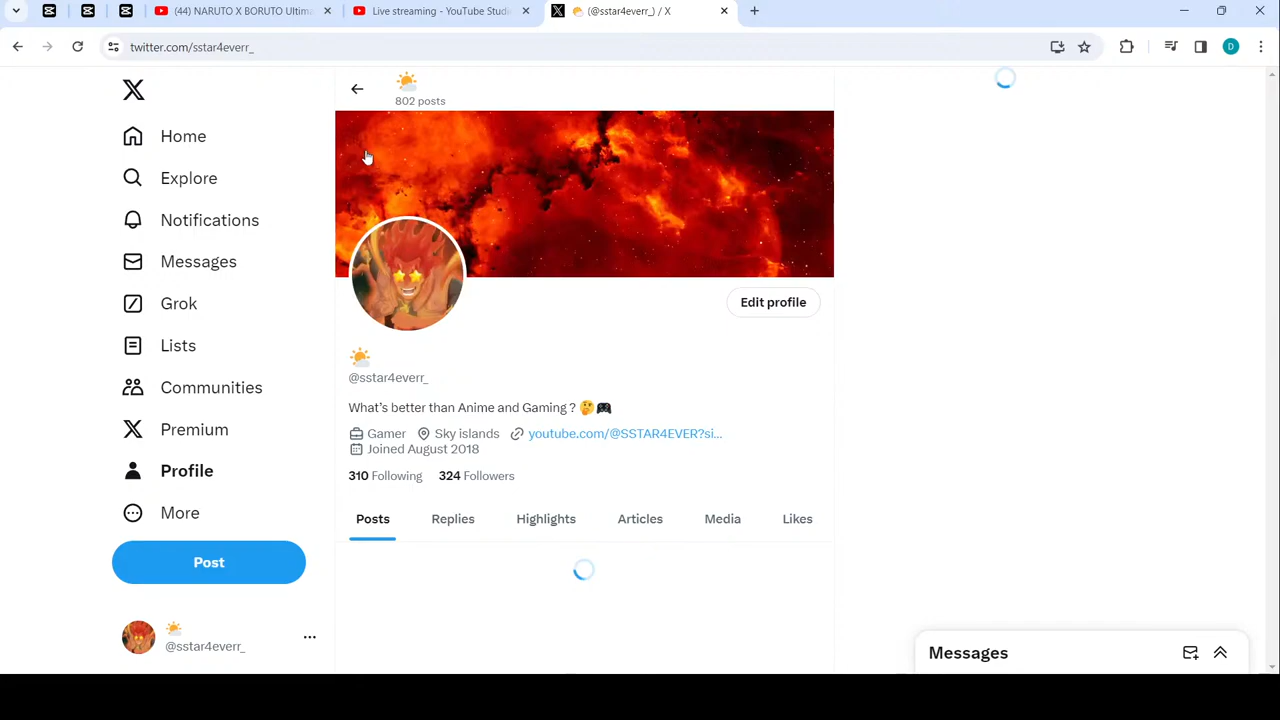 (44) NARUTO X BORUTO Ultima
Live streaming - YouTube Studi
(@sstar4everr_) / X
twitter.com/sstar4everr_
D
802 posts
Home
Explore
Notifications
Messages
Grok
Lists
Communities
Premium
Profile
More
Post
@sstar4everr_
Edit profile
@sstar4everr_
What's better than Anime and Gaming ? 🤔🎮
Gamer Sky islands youtube.com/@SSTAR4EVER?si...
Joined August 2018
310 Following 324 Followers
Posts Replies Highlights Articles Media Likes
Messages